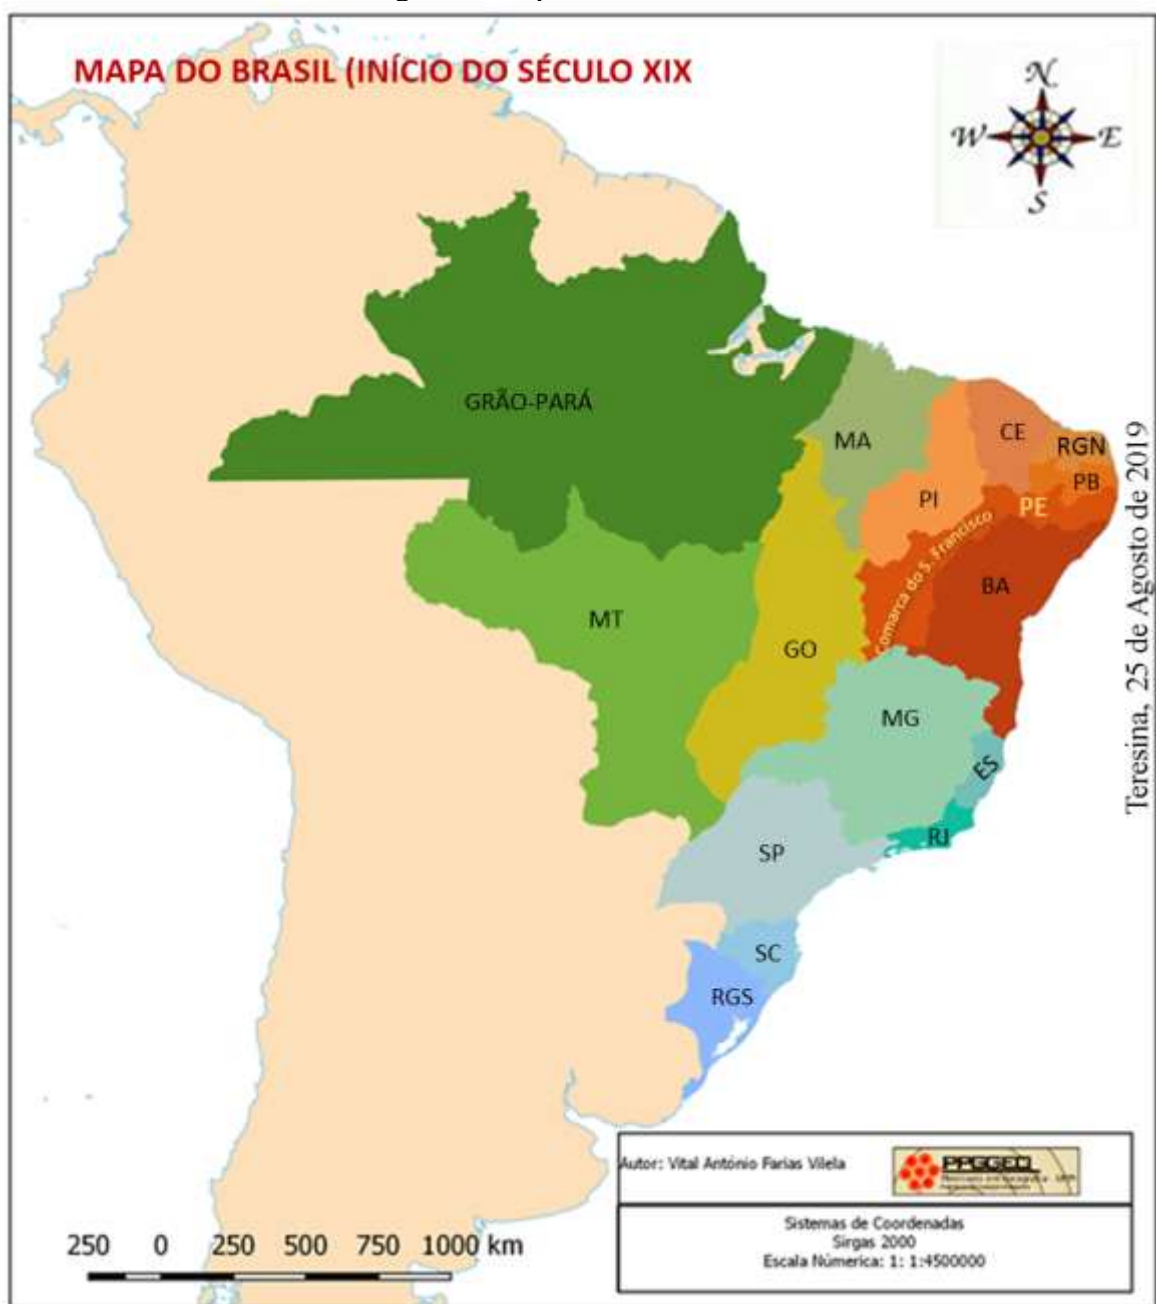 MAPA DO BRASIL (INÍCIO DO SÉCULO XIX
N
W
E
S
GRÃO-PARÁ
MA
CE
RGN
PB
PI
PE
Comarca do S. Francisco
BA
MT
GO
MG
ES
RJ
SP
SC
RGS
Teresina, 25 de Agosto de 2019
Autor: Vital António Farias Vilela
PPGGEO
Sistemas de Coordenadas
Sirgas 2000
Escala Númerica: 1: 1:4500000
250 0 250 500 750 1000 km